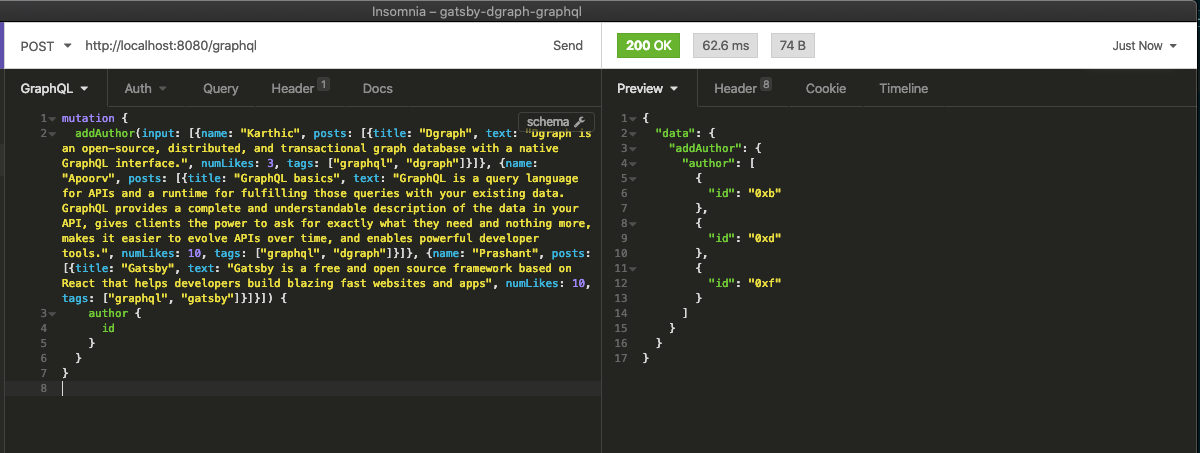 Insomnia – gatsby-dgraph-graphql
POST http://localhost:8080/graphql Send
200 OK 62.6 ms 74 B Just Now
GraphQL Auth Query Header 1 Docs
Preview Header 8 Cookie Timeline
schema
1 mutation {
2 addAuthor(input: [{name: "Karthic", posts: [{title: "Dgraph", text: "Dgraph is
an open-source, distributed, and transactional graph database with a native
GraphQL interface.", numLikes: 3, tags: ["graphql", "dgraph"]}]}, {name:
"Apoorv", posts: [{title: "GraphQL basics", text: "GraphQL is a query language
for APIs and a runtime for fulfilling those queries with your existing data.
GraphQL provides a complete and understandable description of the data in your
API, gives clients the power to ask for exactly what they need and nothing more,
makes it easier to evolve APIs over time, and enables powerful developer
tools.", numLikes: 10, tags: ["graphql", "dgraph"]}]}, {name: "Prashant", posts:
[{title: "Gatsby", text: "Gatsby is a free and open source framework based on
React that helps developers build blazing fast websites and apps", numLikes: 10,
tags: ["graphql", "gatsby"]}]}]) {
3 author {
4 id
5 }
6 }
7 }
8
1 {
2 "data": {
3 "addAuthor": {
4 "author": [
5 {
6 "id": "0xb"
7 },
8 {
9 "id": "0xd"
10 },
11 {
12 "id": "0xf"
13 }
14 ]
15 }
16 }
17 }